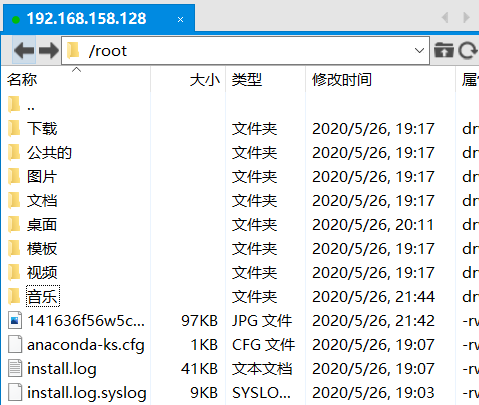 192.168.158.128 ×
/root
名称 大小 类型 修改时间 属
..
下载 文件夹 2020/5/26, 19:17 dr
公共的 文件夹 2020/5/26, 19:17 dr
图片 文件夹 2020/5/26, 19:17 dr
文档 文件夹 2020/5/26, 19:17 dr
桌面 文件夹 2020/5/26, 20:11 dr
模板 文件夹 2020/5/26, 19:17 dr
视频 文件夹 2020/5/26, 19:17 dr
音乐 文件夹 2020/5/26, 21:44 dr
141636f56w5c... 97KB JPG 文件 2020/5/26, 21:42 -rw
anaconda-ks.cfg 1KB CFG 文件 2020/5/26, 19:07 -rw
install.log 41KB 文本文档 2020/5/26, 19:07 -rw
install.log.syslog 9KB SYSLO... 2020/5/26, 19:03 -rw